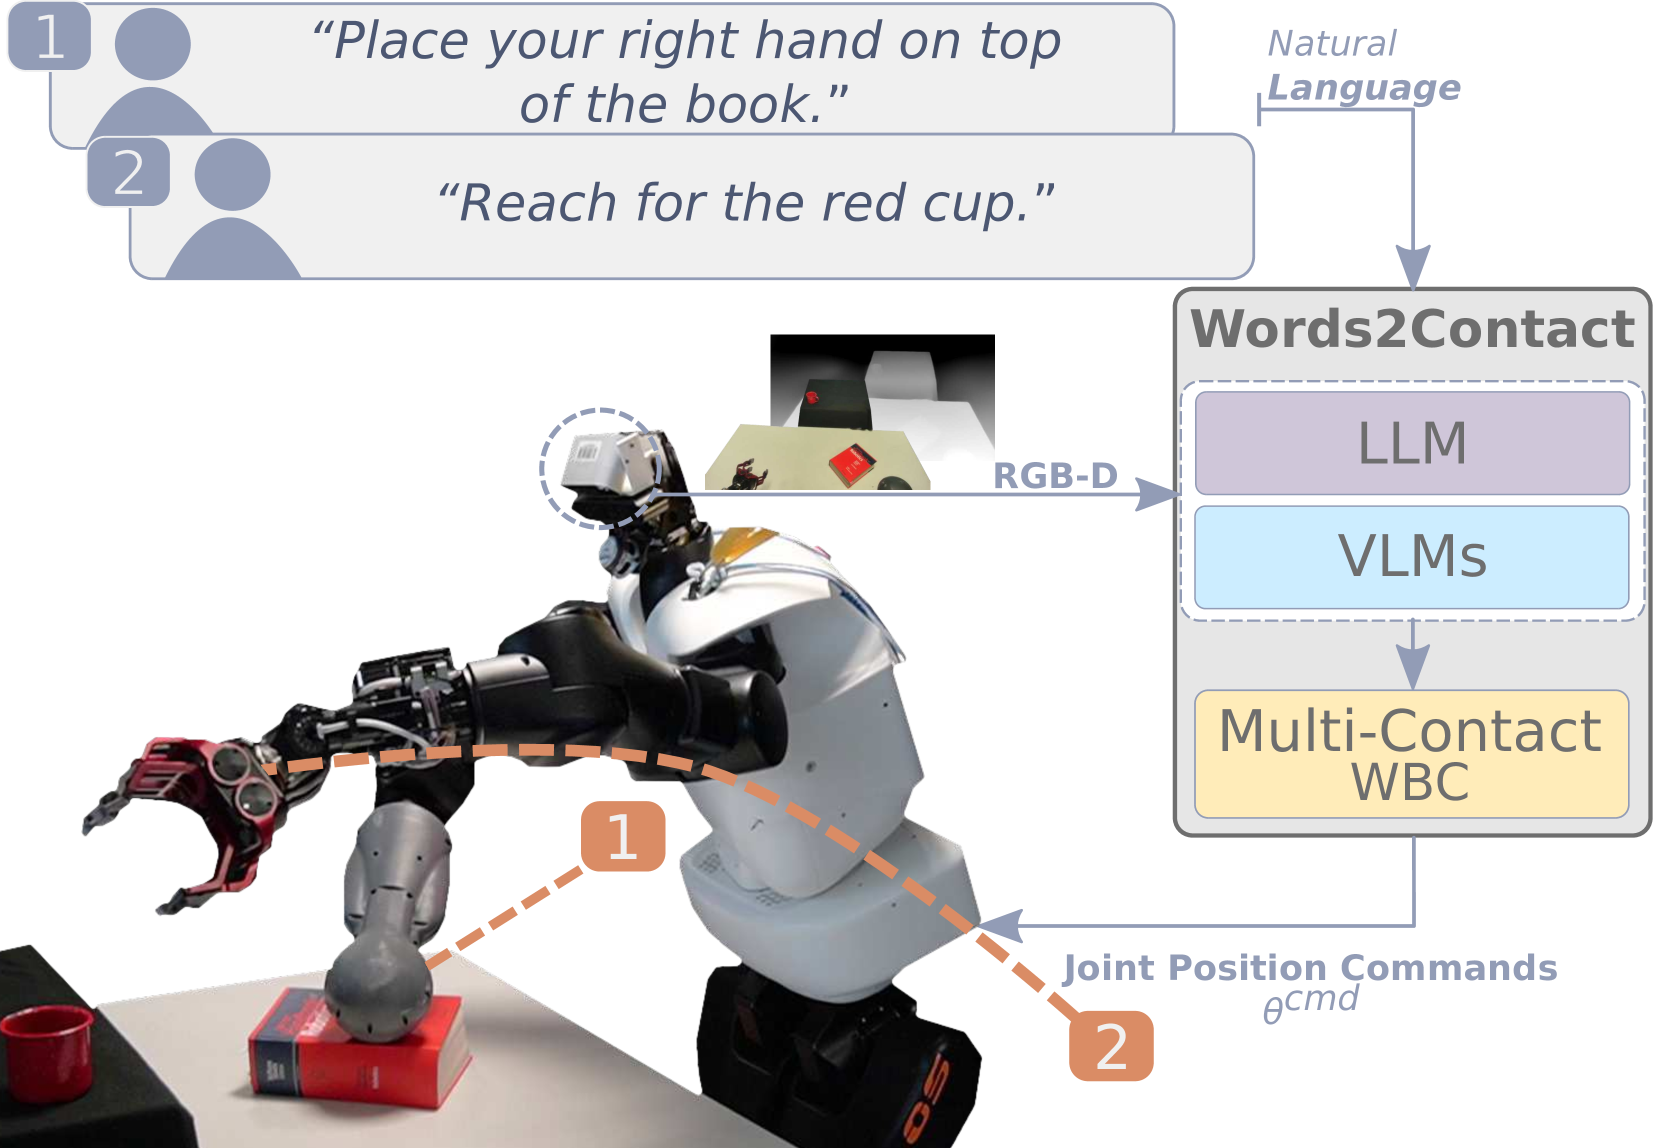 1
“Place your right hand on top
of the book.”
2
“Reach for the red cup.”
Natural
Language
Words2Contact
LLM
VLMs
Multi-Contact
WBC
RGB-D
1
Joint Position Commands
θ^cmd
2